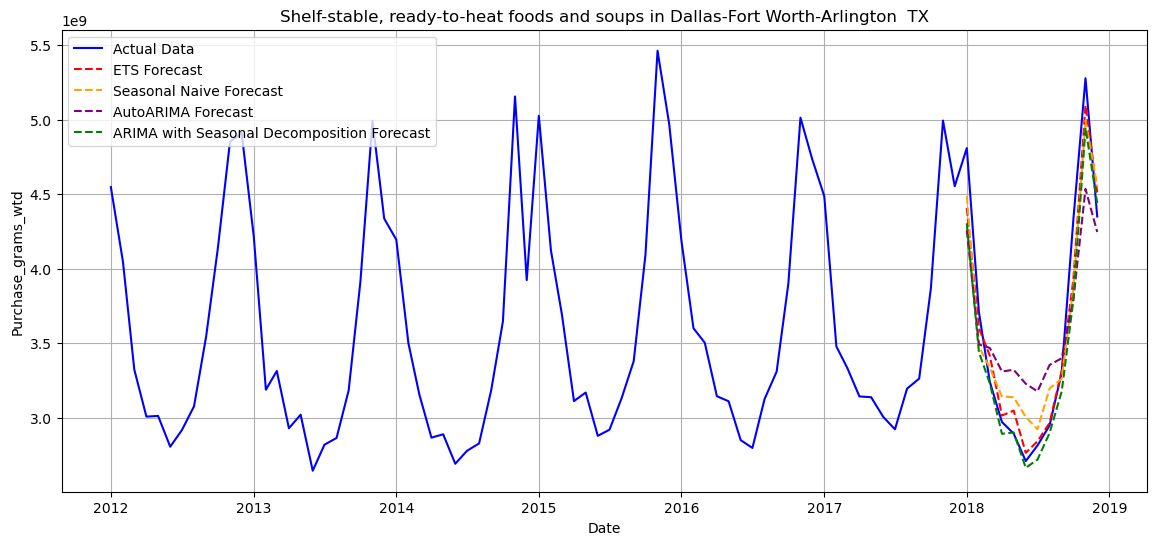 Shelf-stable, ready-to-heat foods and soups in Dallas-Fort Worth-Arlington  TX
1e9
Actual Data
ETS Forecast
Seasonal Naive Forecast
AutoARIMA Forecast
ARIMA with Seasonal Decomposition Forecast
5.5
5.0
4.5
4.0
3.5
3.0
Purchase_grams_wtd
2012 2013 2014 2015 2016 2017 2018 2019
Date